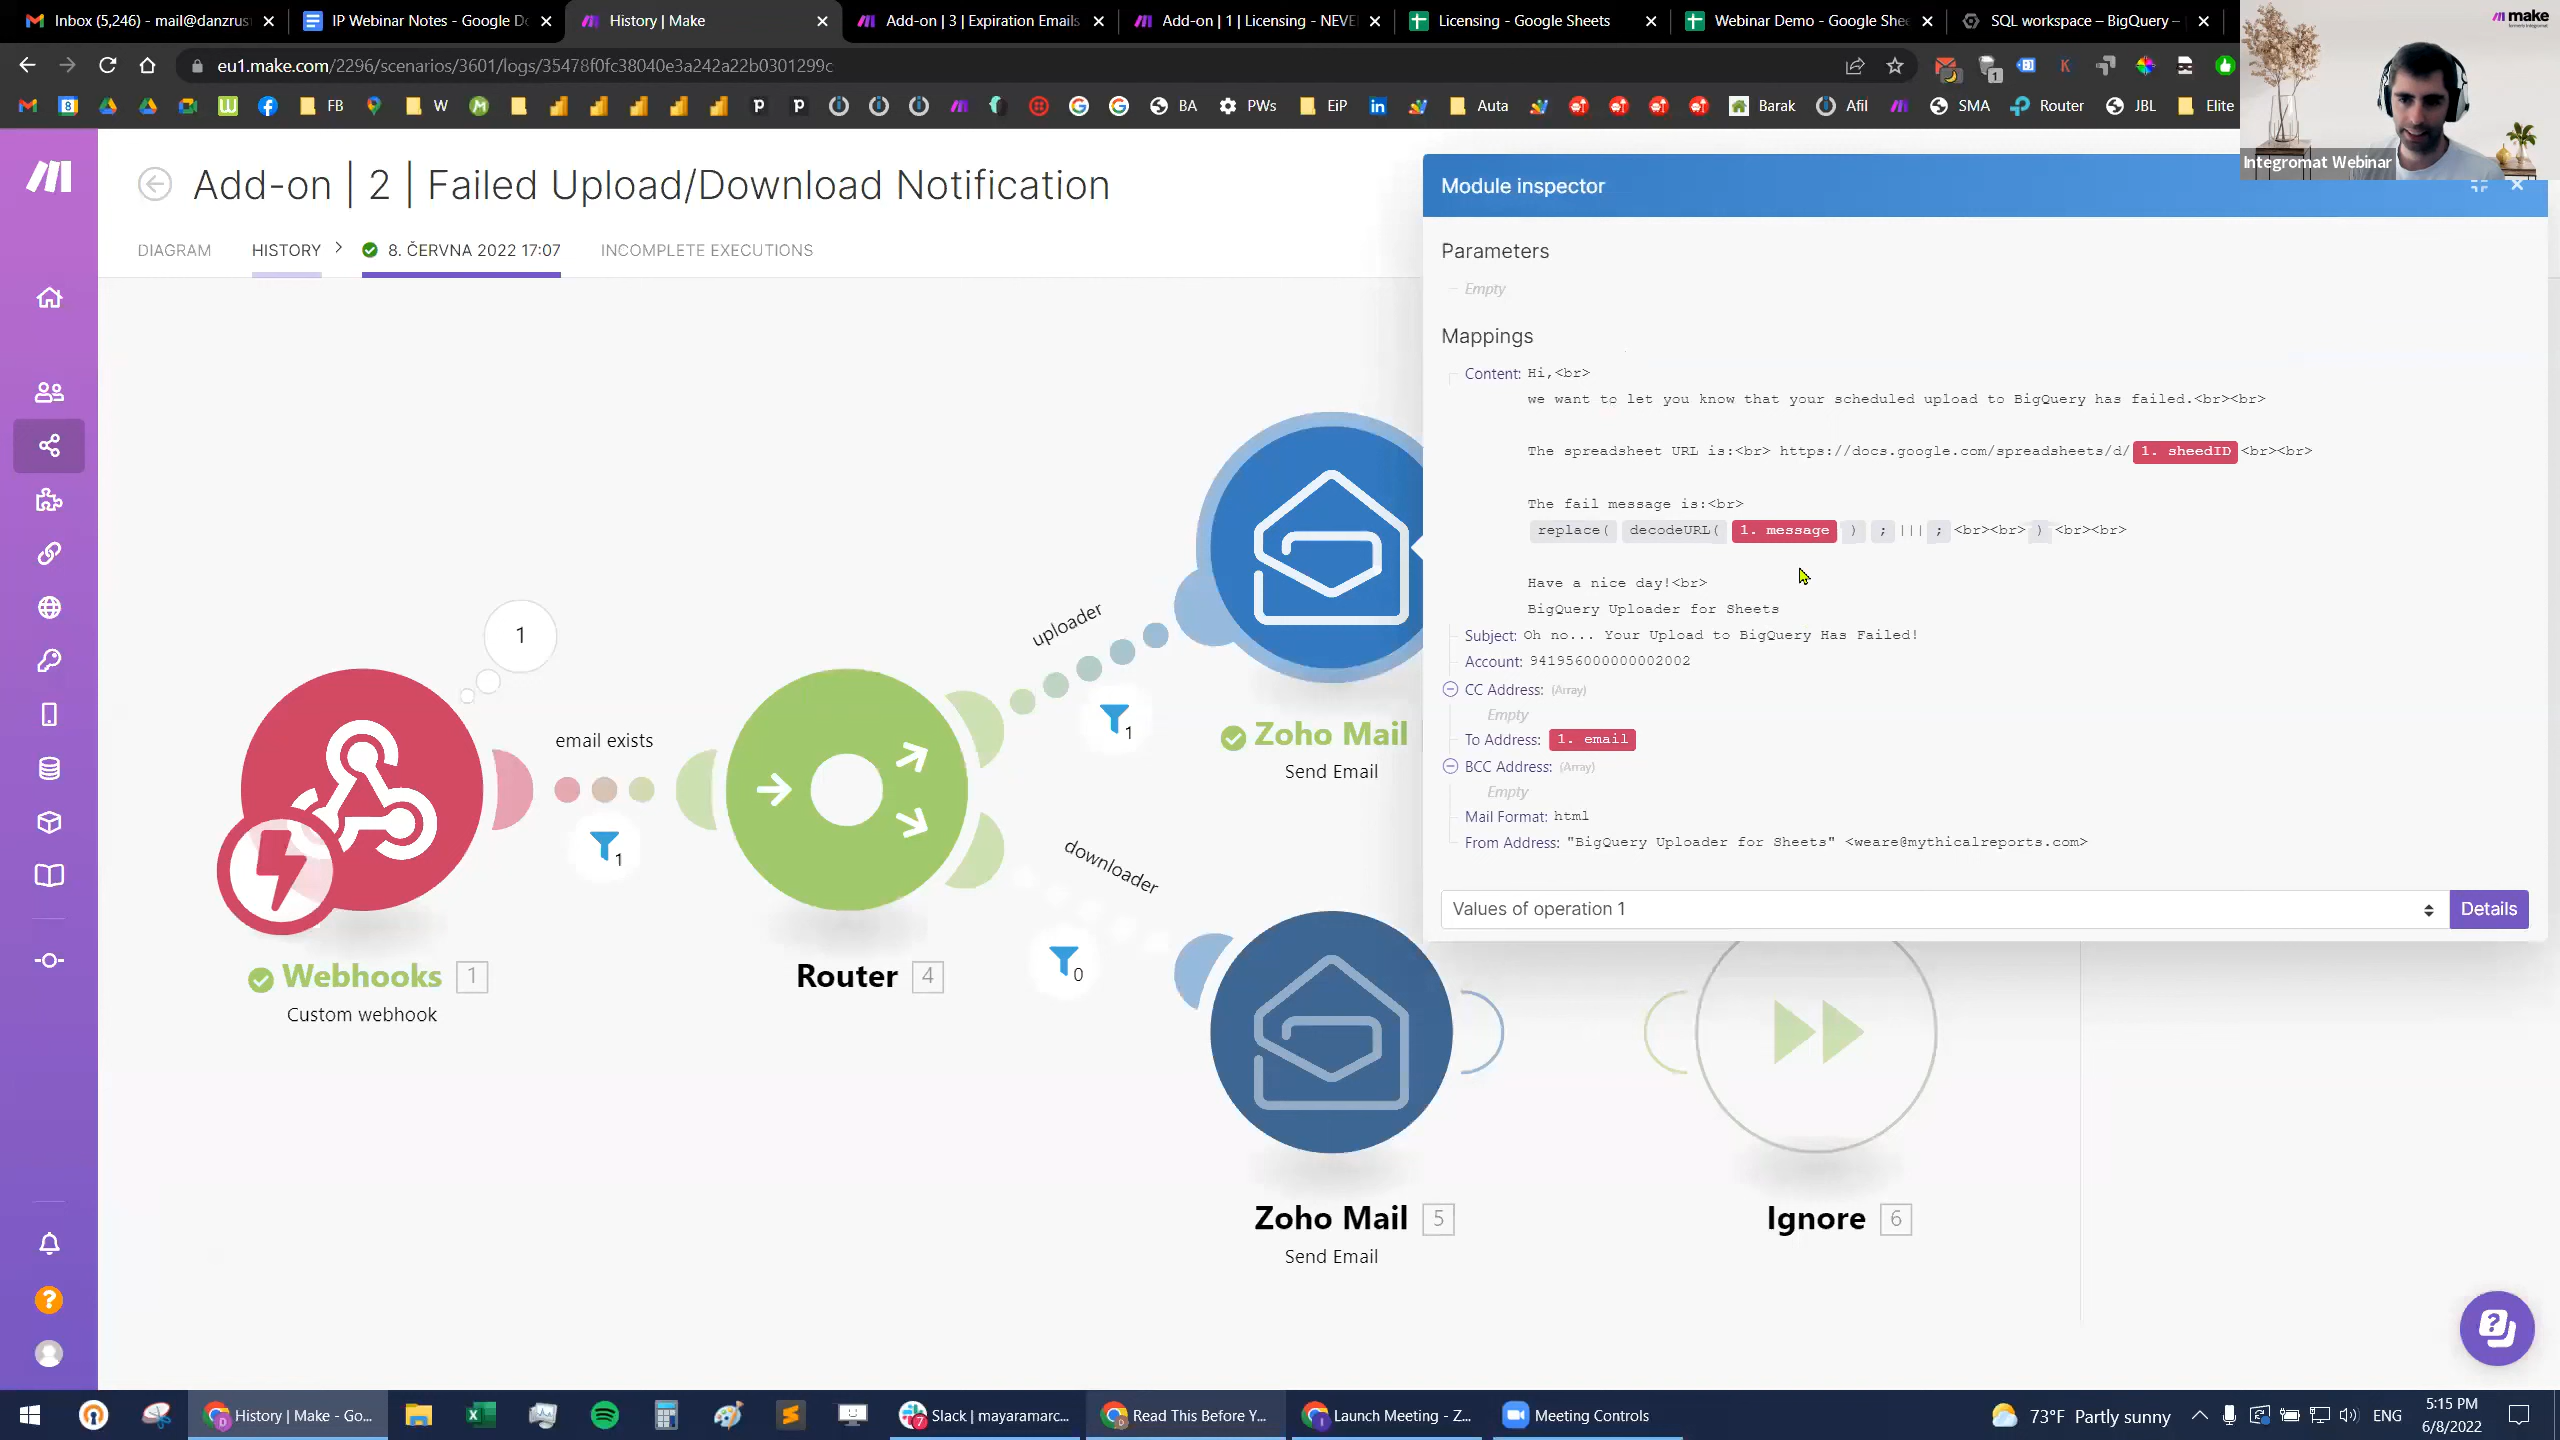 Inbox (5,246) - mail@danzrus
IP Webinar Notes - Google Do
History | Make
Add-on | 3 | Expiration Emails
Add-on | 1 | Licensing - NEVE
Licensing - Google Sheets
Webinar Demo - Google She
SQL workspace – BigQuery –
make
formerly Integromat
eu1.make.com/2296/scenarios/3601/logs/35478f0fc38040e3a242a22b0301299c
FB
W
BA
PWs
EiP
Auta
Barak
Afil
SMA
Router
JBL
Elite
Integromat Webinar
Add-on | 2 | Failed Upload/Download Notification
DIAGRAM
HISTORY
8. ČERVNA 2022 17:07
INCOMPLETE EXECUTIONS
Module inspector
Parameters
Empty
Mappings
Content: Hi,<br>
we want to let you know that your scheduled upload to BigQuery has failed.<br><br>
The spreadsheet URL is:<br> https://docs.google.com/spreadsheets/d/ 1. sheedID <br><br>
The fail message is:<br>
replace( decodeURL( 1. message ) ; ||| ; <br><br> ) <br><br>
Have a nice day!<br>
BigQuery Uploader for Sheets
Subject: Oh no... Your Upload to BigQuery Has Failed!
Account: 941956000000002002
CC Address: (Array)
Empty
To Address: 1. email
BCC Address: (Array)
Empty
Mail Format: html
From Address: "BigQuery Uploader for Sheets" <weare@mythicalreports.com>
Values of operation 1
Details
1
email exists
1
Webhooks 1
Custom webhook
Router 4
uploader
1
Zoho Mail
Send Email
downloader
0
Zoho Mail 5
Send Email
Ignore 6
History | Make - Go...
Slack | mayaramarc...
Read This Before Y...
Launch Meeting - Z...
Meeting Controls
73°F Partly sunny
ENG
5:15 PM
6/8/2022